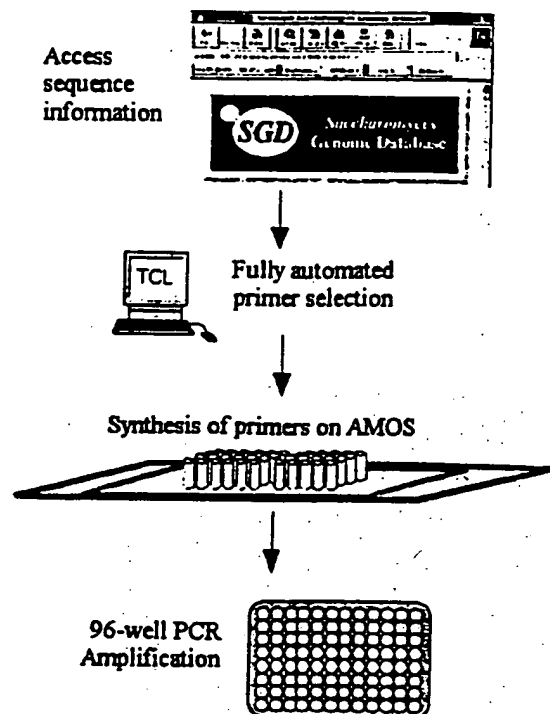 Access
sequence
information
SGD
Saccharomyces
Genome Database
TCL
Fully automated
primer selection
Synthesis of primers on AMOS
96-well PCR
Amplification